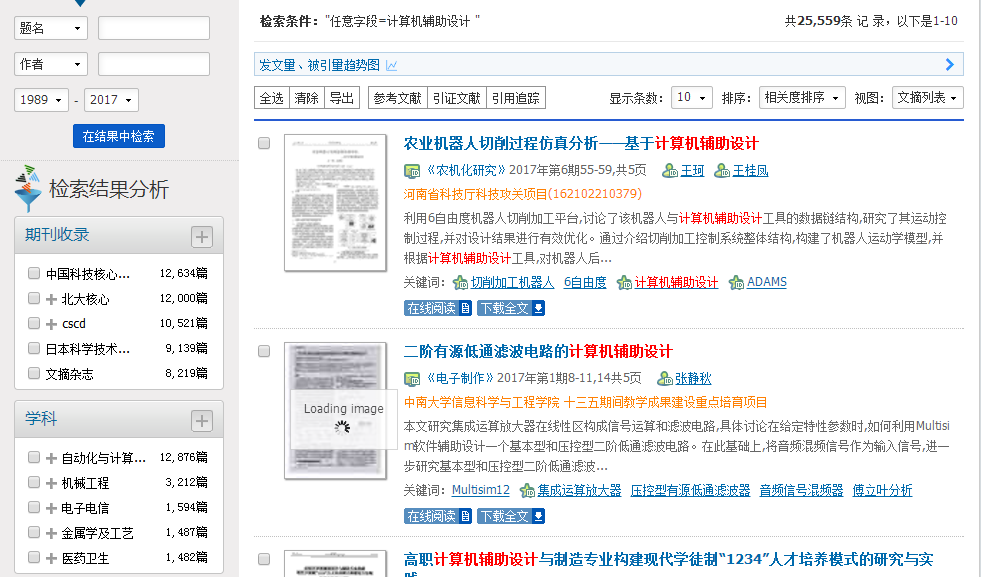 题名
作者
1989 - 2017
在结果中检索
检索结果分析
期刊收录
中国科技核心... 12,634篇
北大核心 12,000篇
cscd 10,521篇
日本科学技术... 9,139篇
文摘杂志 8,219篇
学科
自动化与计算... 12,876篇
机械工程 3,212篇
电子电信 1,594篇
金属学及工艺 1,487篇
医药卫生 1,482篇
检索条件："任意字段=计算机辅助设计 " 共25,559条 记 录，以下是1-10
发文量、被引量趋势图
全选 清除 导出 参考文献 引证文献 引用追踪 显示条数： 10 排序： 相关度排序 视图： 文摘列表
农业机器人切削过程仿真分析——基于计算机辅助设计
《农机化研究》2017年第6期55-59,共5页 王珂 王桂凤
河南省科技厅科技攻关项目(162102210379)
利用6自由度机器人切削加工平台,讨论了该机器人与计算机辅助设计工具的数据链结构,研究了其运动控
制过程,并对设计结果进行有效优化。通过介绍切削加工控制系统整体结构,构建了机器人运动学模型,并
根据计算机辅助设计工具,对机器人后...
关键词： 切削加工机器人 6自由度 计算机辅助设计 ADAMS
在线阅读 下载全文
二阶有源低通滤波电路的计算机辅助设计
Loading image
《电子制作》2017年第1期8-11,14共5页 张静秋
中南大学信息科学与工程学院 十三五期间教学成果建设重点培育项目
本文研究集成运算放大器在线性区构成信号运算和滤波电路,具体讨论在给定特性参数时,如何利用Multisi
m软件辅助设计一个基本型和压控型二阶低通滤波电路。在此基础上,将音频混频信号作为输入信号,进一
步研究基本型和压控型二阶低通滤波...
关键词： Multisim12 集成运算放大器 压控型有源低通滤波器 音频信号混频器 傅立叶分析
在线阅读 下载全文
高职计算机辅助设计与制造专业构建现代学徒制“1234”人才培养模式的研究与实